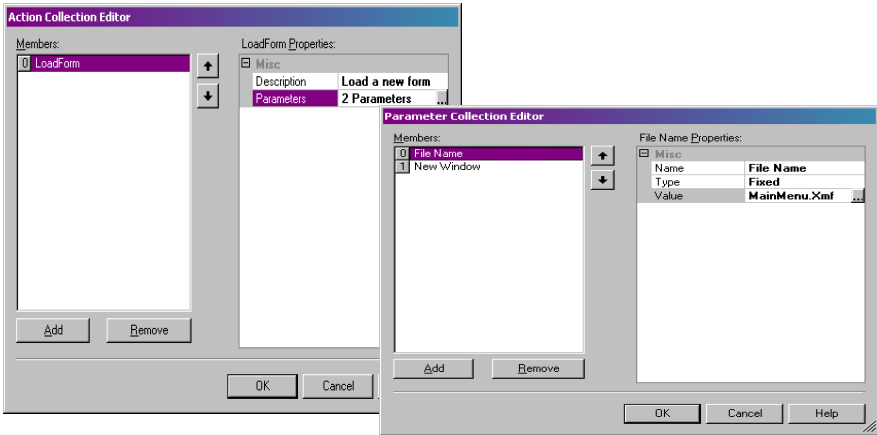 Action Collection Editor
Members:
0 LoadForm
LoadForm Properties:
Misc
Description Load a new form
Parameters 2 Parameters ...
Add Remove
OK Cancel
Parameter Collection Editor
Members:
0 File Name
1 New Window
File Name Properties:
Misc
Name File Name
Type Fixed
Value MainMenu.Xmf ...
Add Remove
OK Cancel Help